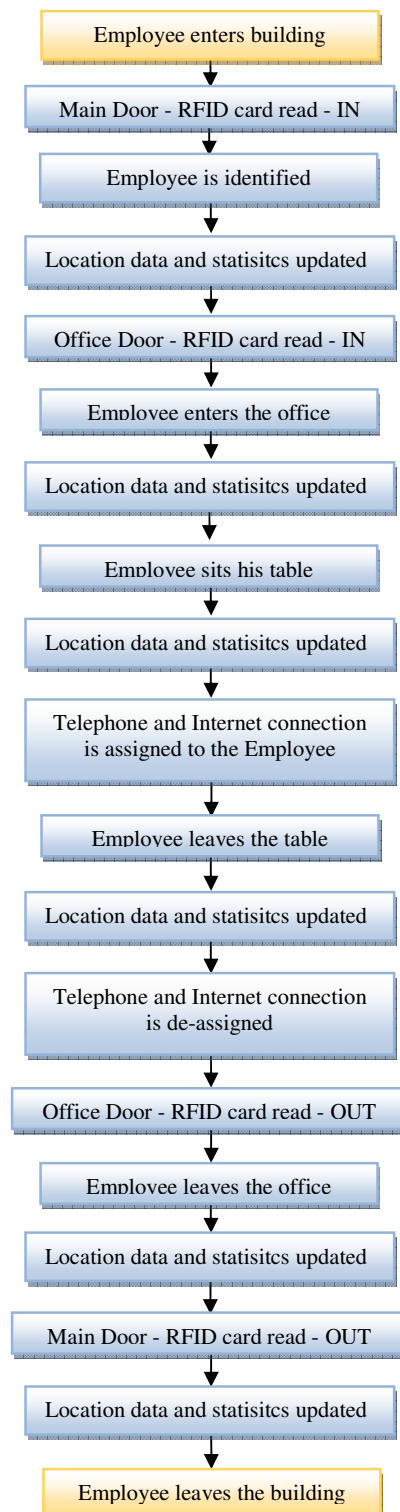 Employee enters building
Main Door - RFID card read - IN
Employee is identified
Location data and statisitcs updated
Office Door - RFID card read - IN
Employee enters the office
Location data and statisitcs updated
Employee sits his table
Location data and statisitcs updated
Telephone and Internet connection
is assigned to the Employee
Employee leaves the table
Location data and statisitcs updated
Telephone and Internet connection
is de-assigned
Office Door - RFID card read - OUT
Employee leaves the office
Location data and statisitcs updated
Main Door - RFID card read - OUT
Location data and statisitcs updated
Employee leaves the building